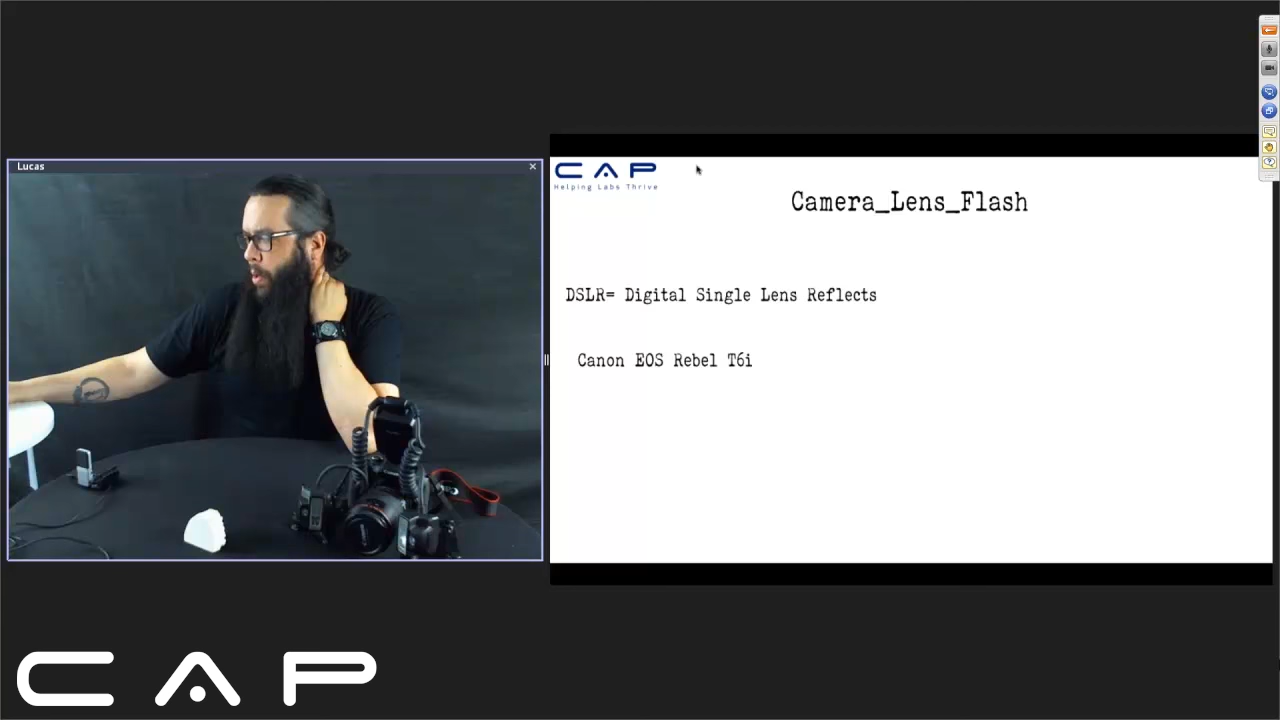 Lucas
CAP
Helping Labs Thrive
Camera_Lens_Flash
DSLR= Digital Single Lens Reflects
Canon EOS Rebel T6i
CAP